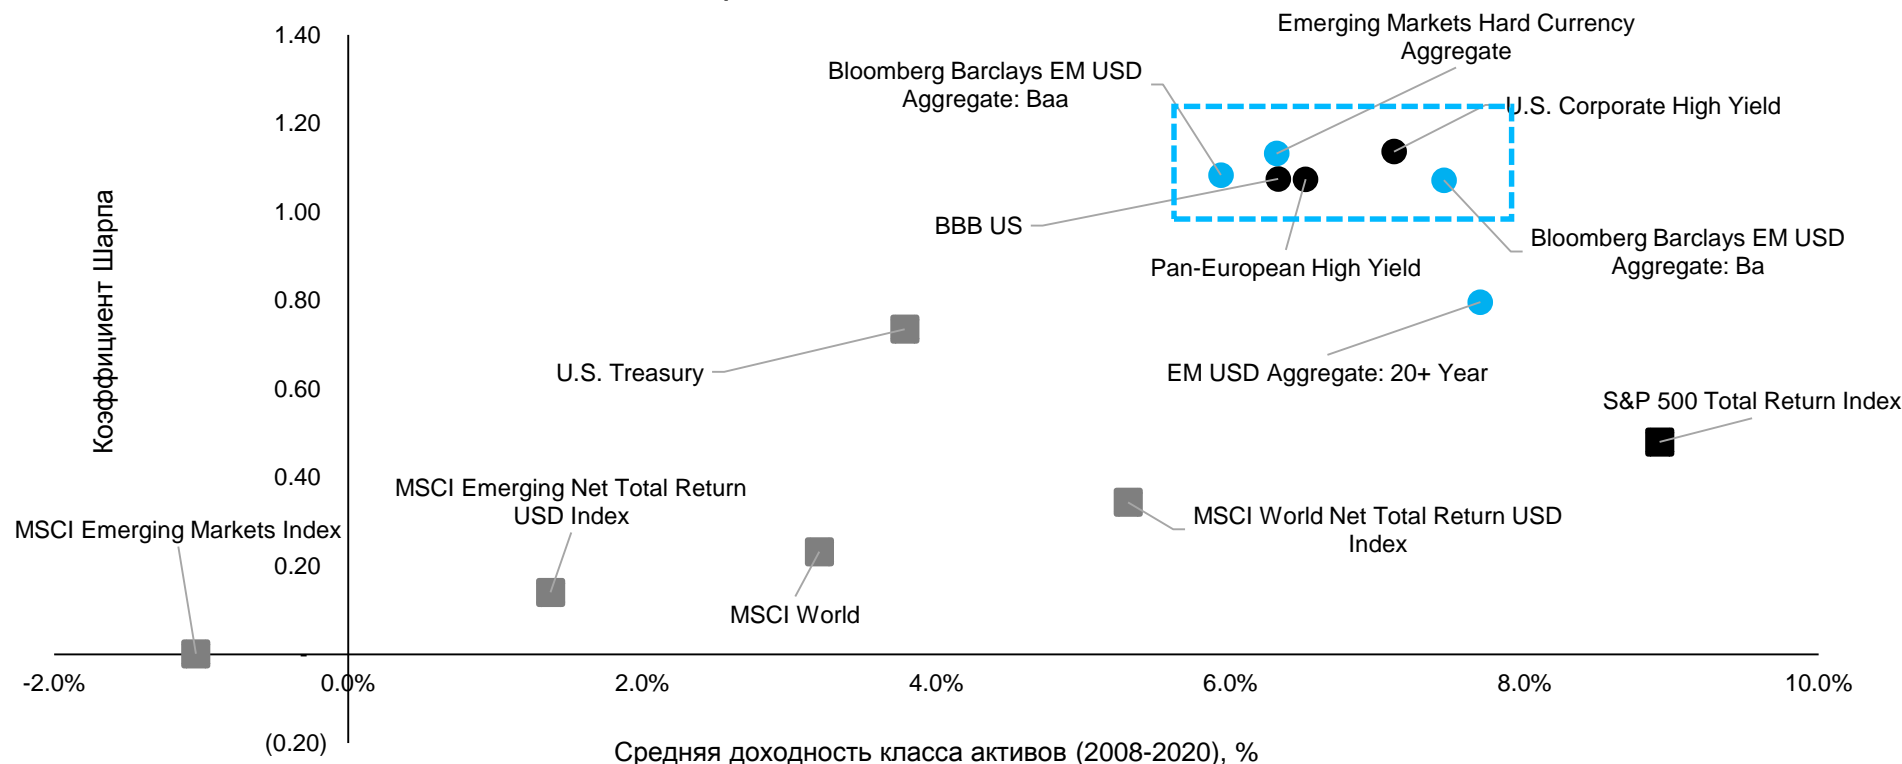 Emerging Markets Hard Currency
Aggregate
1.40
Bloomberg Barclays EM USD
Aggregate: Baa
U.S. Corporate High Yield
1.20
1.00
BBB US
Bloomberg Barclays EM USD
Aggregate: Ba
Pan-European High Yield
0.80
Коэффициент Шарпа
U.S. Treasury
EM USD Aggregate: 20+ Year
0.60
S&P 500 Total Return Index
0.40
MSCI Emerging Net Total Return
USD Index
MSCI World Net Total Return USD
Index
MSCI Emerging Markets Index
0.20
MSCI World
-
-2.0%
0.0%
2.0%
4.0%
6.0%
8.0%
10.0%
(0.20)
Средняя доходность класса активов (2008-2020), %